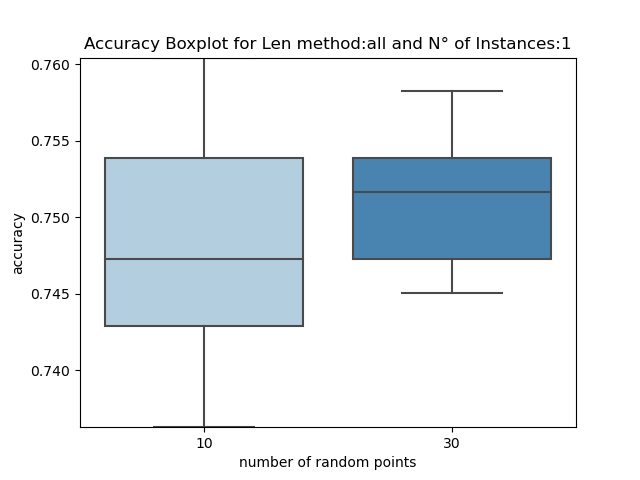 Accuracy Boxplot for Len method:all and N° of Instances:1
0.760
0.755
0.750
0.745
0.740
accuracy
10 30
number of random points